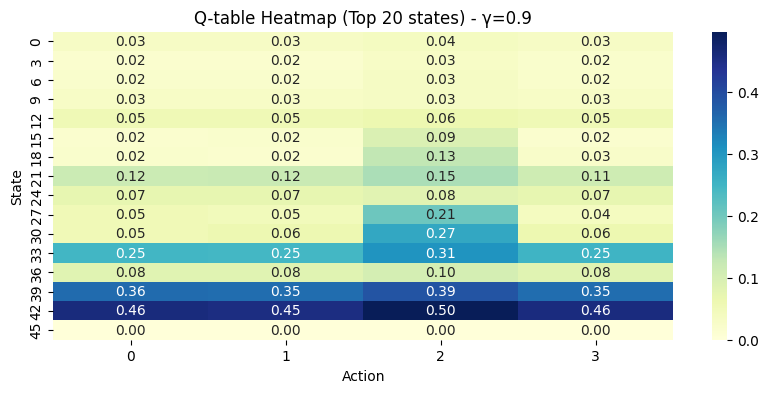 Q-table Heatmap (Top 20 states) - γ=0.9
0 0.03 0.03 0.04 0.03
3 0.02 0.02 0.03 0.02
6 0.02 0.02 0.03 0.02
9 0.03 0.03 0.03 0.03
12 0.05 0.05 0.06 0.05
15 0.02 0.02 0.09 0.02
18 0.02 0.02 0.13 0.03
21 0.12 0.12 0.15 0.11
24 0.07 0.07 0.08 0.07
27 0.05 0.05 0.21 0.04
30 0.05 0.06 0.27 0.06
33 0.25 0.25 0.31 0.25
36 0.08 0.08 0.10 0.08
39 0.36 0.35 0.39 0.35
42 0.46 0.45 0.50 0.46
45 0.00 0.00 0.00 0.00
State
0 1 2 3
Action
0.4
0.3
0.2
0.1
0.0